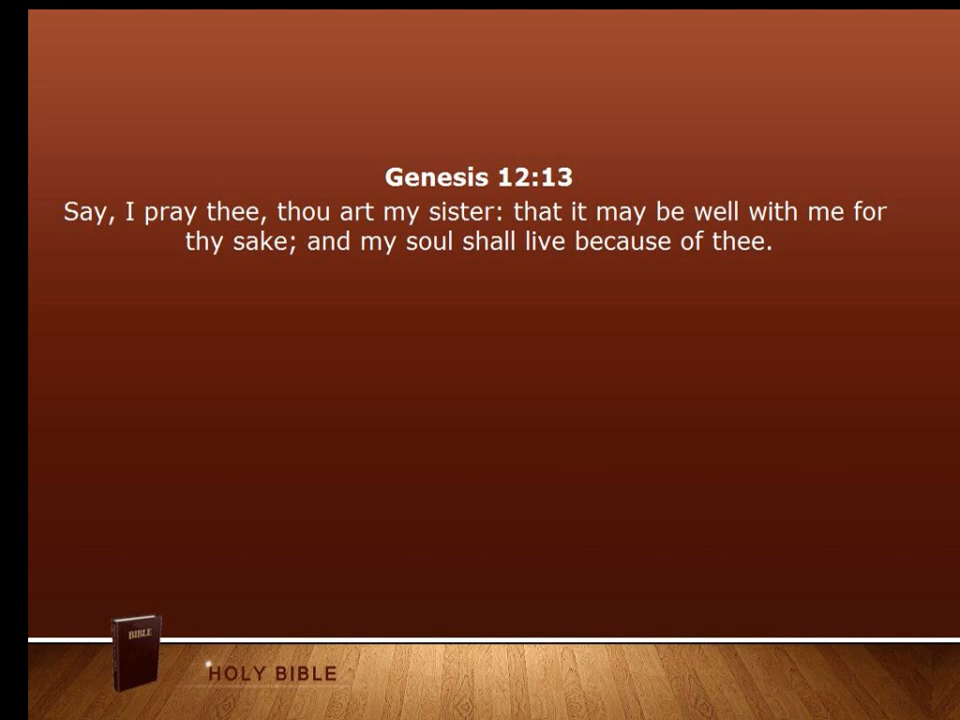 Genesis 12:13
Say, I pray thee, thou art my sister: that it may be well with me for
thy sake; and my soul shall live because of thee.
BIBLE
HOLY BIBLE